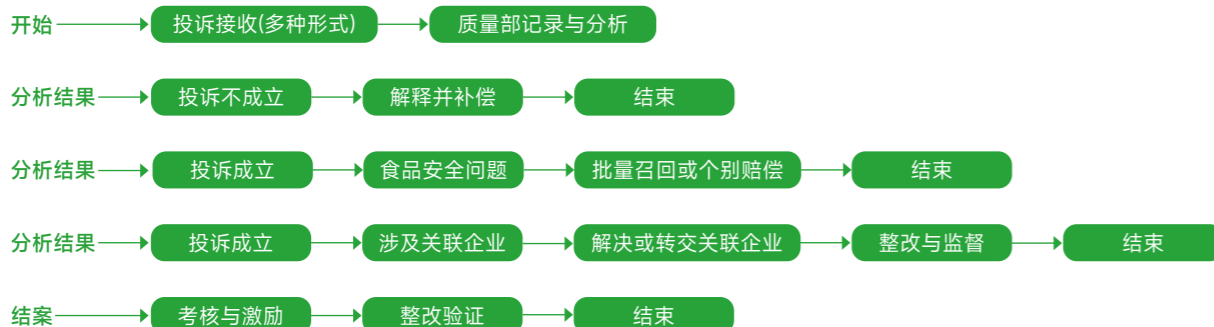 开始 投诉接收(多种形式) 质量部记录与分析
分析结果 投诉不成立 解释并补偿 结束
分析结果 投诉成立 食品安全问题 批量召回或个别赔偿 结束
分析结果 投诉成立 涉及关联企业 解决或转交关联企业 整改与监督 结束
结案 考核与激励 整改验证 结束